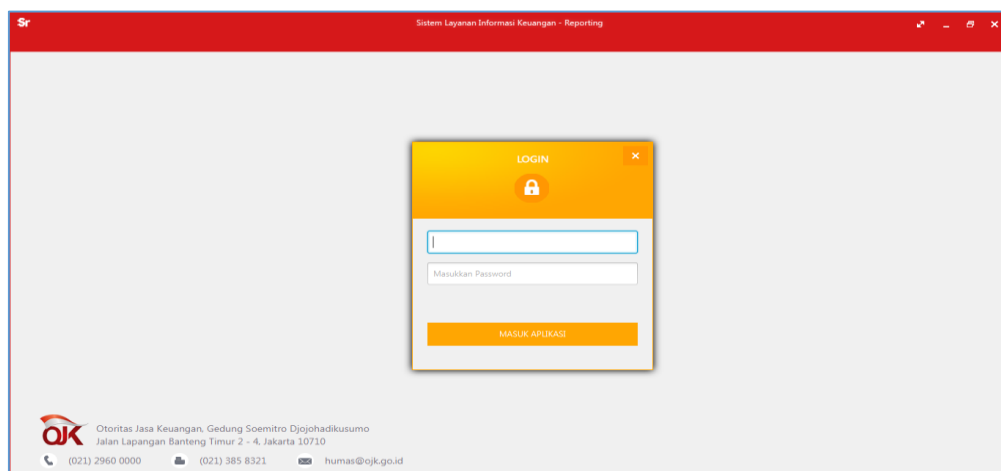 Sr
Sistem Layanan Informasi Keuangan - Reporting
LOGIN
Masukkan Password
MASUK APLIKASI
OJK
Otoritas Jasa Keuangan, Gedung Soemitro Djojohadikusumo
Jalan Lapangan Banteng Timur 2 - 4, Jakarta 10710
(021) 2960 0000 (021) 385 8321 humas@ojk.go.id